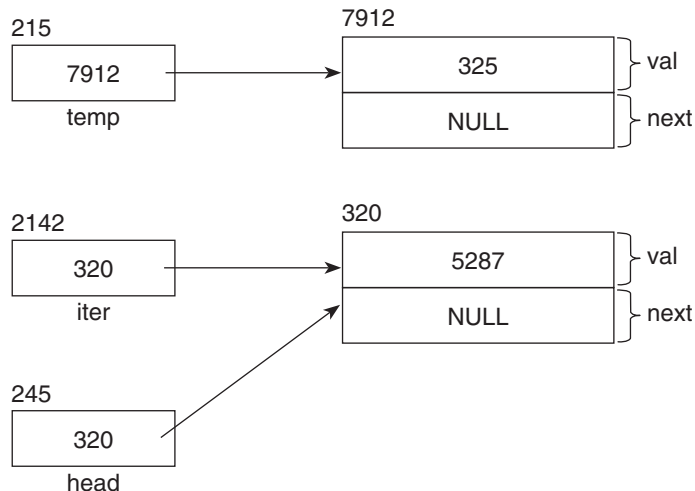 215
7912
temp
7912
325
val
NULL
next
2142
320
iter
320
5287
val
NULL
next
245
320
head